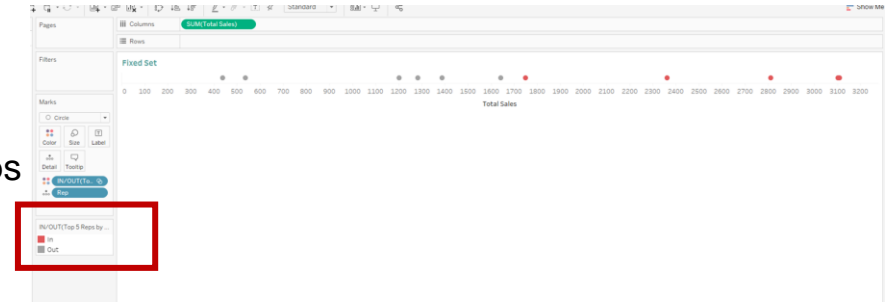 Standard
Show Me
Pages
Columns
SUM(Total Sales)
Rows
Filters
Fixed Set
0 100 200 300 400 500 600 700 800 900 1000 1100 1200 1300 1400 1500 1600 1700 1800 1900 2000 2100 2200 2300 2400 2500 2600 2700 2800 2900 3000 3100 3200
Total Sales
Marks
Circle
Color Size Label
Detail Tooltip
IN/OUT(To..
Rep
IN/OUT(Top 5 Reps by ...
In
Out